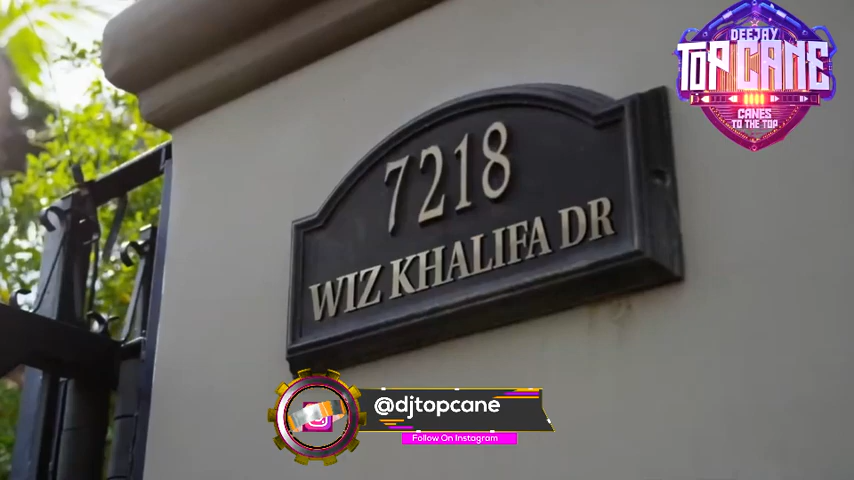 DEEJAY
TOP CANE
CANES
TO THE TOP
7218
WIZ KHALIFA DR
@djtopcane
Follow On Instagram